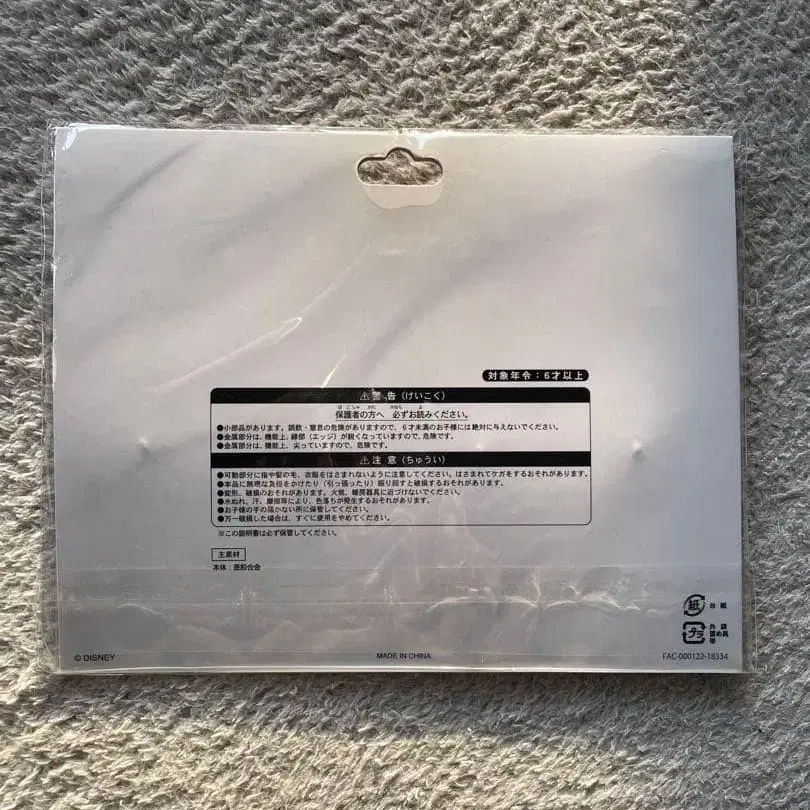 対象年令：6才以上
⚠警告（けいこく）
保護者の方へ 必ずお読みください。
●小部品があります。誤飲・窒息の危険がありますので、6才未満のお子様には絶対に与えないでください。
●金属部分は、機能上、縁部（エッジ）が鋭くなっていますので、危険です。
●金属部分は、機能上、尖っていますので、危険です。
⚠注意（ちゅうい）
●可動部分に指や髪の毛、衣服をはさまれないように注意してください。はさまれてケガをするおそれがあります。
●本品に無理な負担をかけたり（引っ張ったり）振り回すと破損するおそれがあります。
●変形、破損のおそれがあります。火気、暖房器具に近づけないでください。
●水ぬれ、汗、摩擦等により、色落ちが発生するおそれがあります。
●お子様の手の届かない所に保管してください。
●万一破損した場合は、すぐに使用をやめてください。
※この説明書は必ず保管してください。
主素材
本体：亜鉛合金
紙 台紙
プラ 外袋
留め具
等
© DISNEY MADE IN CHINA FAC-000122-18334